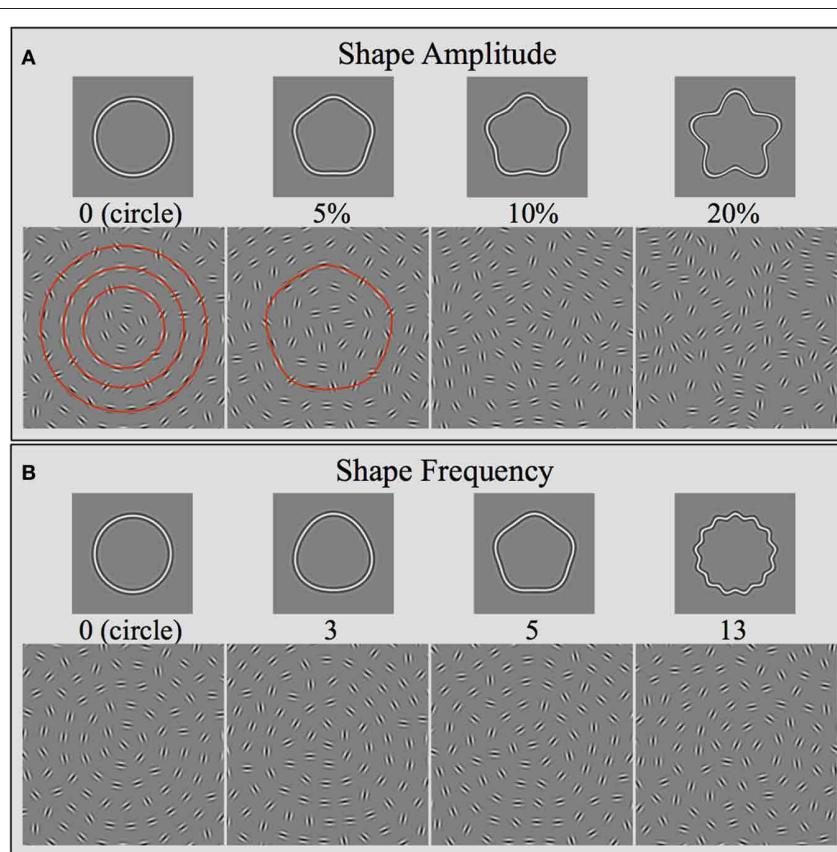 A
Shape Amplitude
0 (circle) 5% 10% 20%
B
Shape Frequency
0 (circle) 3 5 13